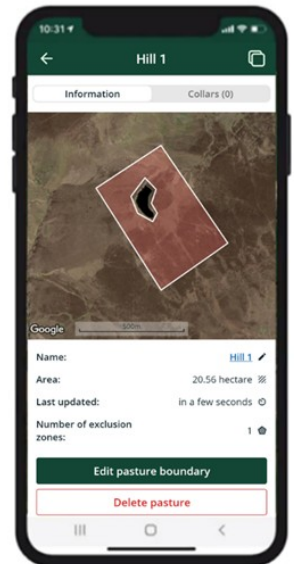 10:31
Hill 1
Information Collars (0)
Google 500m
Name: Hill 1
Area: 20.56 hectare
Last updated: in a few seconds
Number of exclusion
zones: 1
Edit pasture boundary
Delete pasture